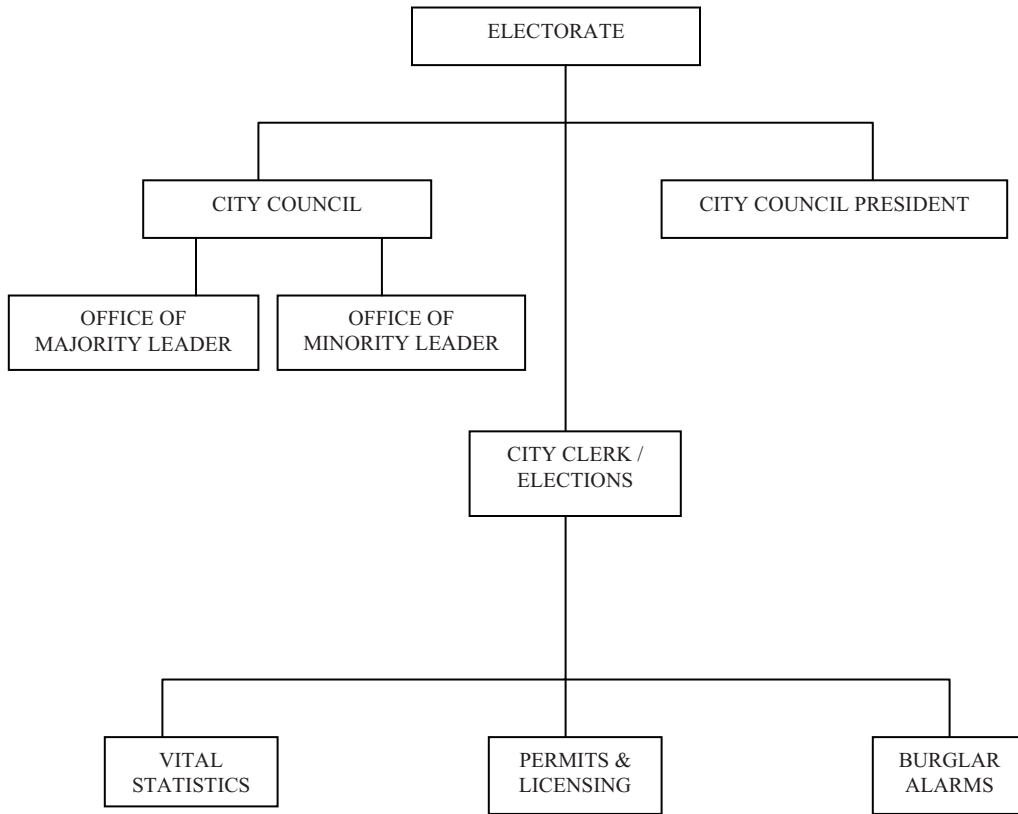 ELECTORATE
CITY COUNCIL
CITY COUNCIL PRESIDENT
OFFICE OF
MAJORITY LEADER
OFFICE OF
MINORITY LEADER
CITY CLERK /
ELECTIONS
VITAL
STATISTICS
PERMITS &
LICENSING
BURGLAR
ALARMS